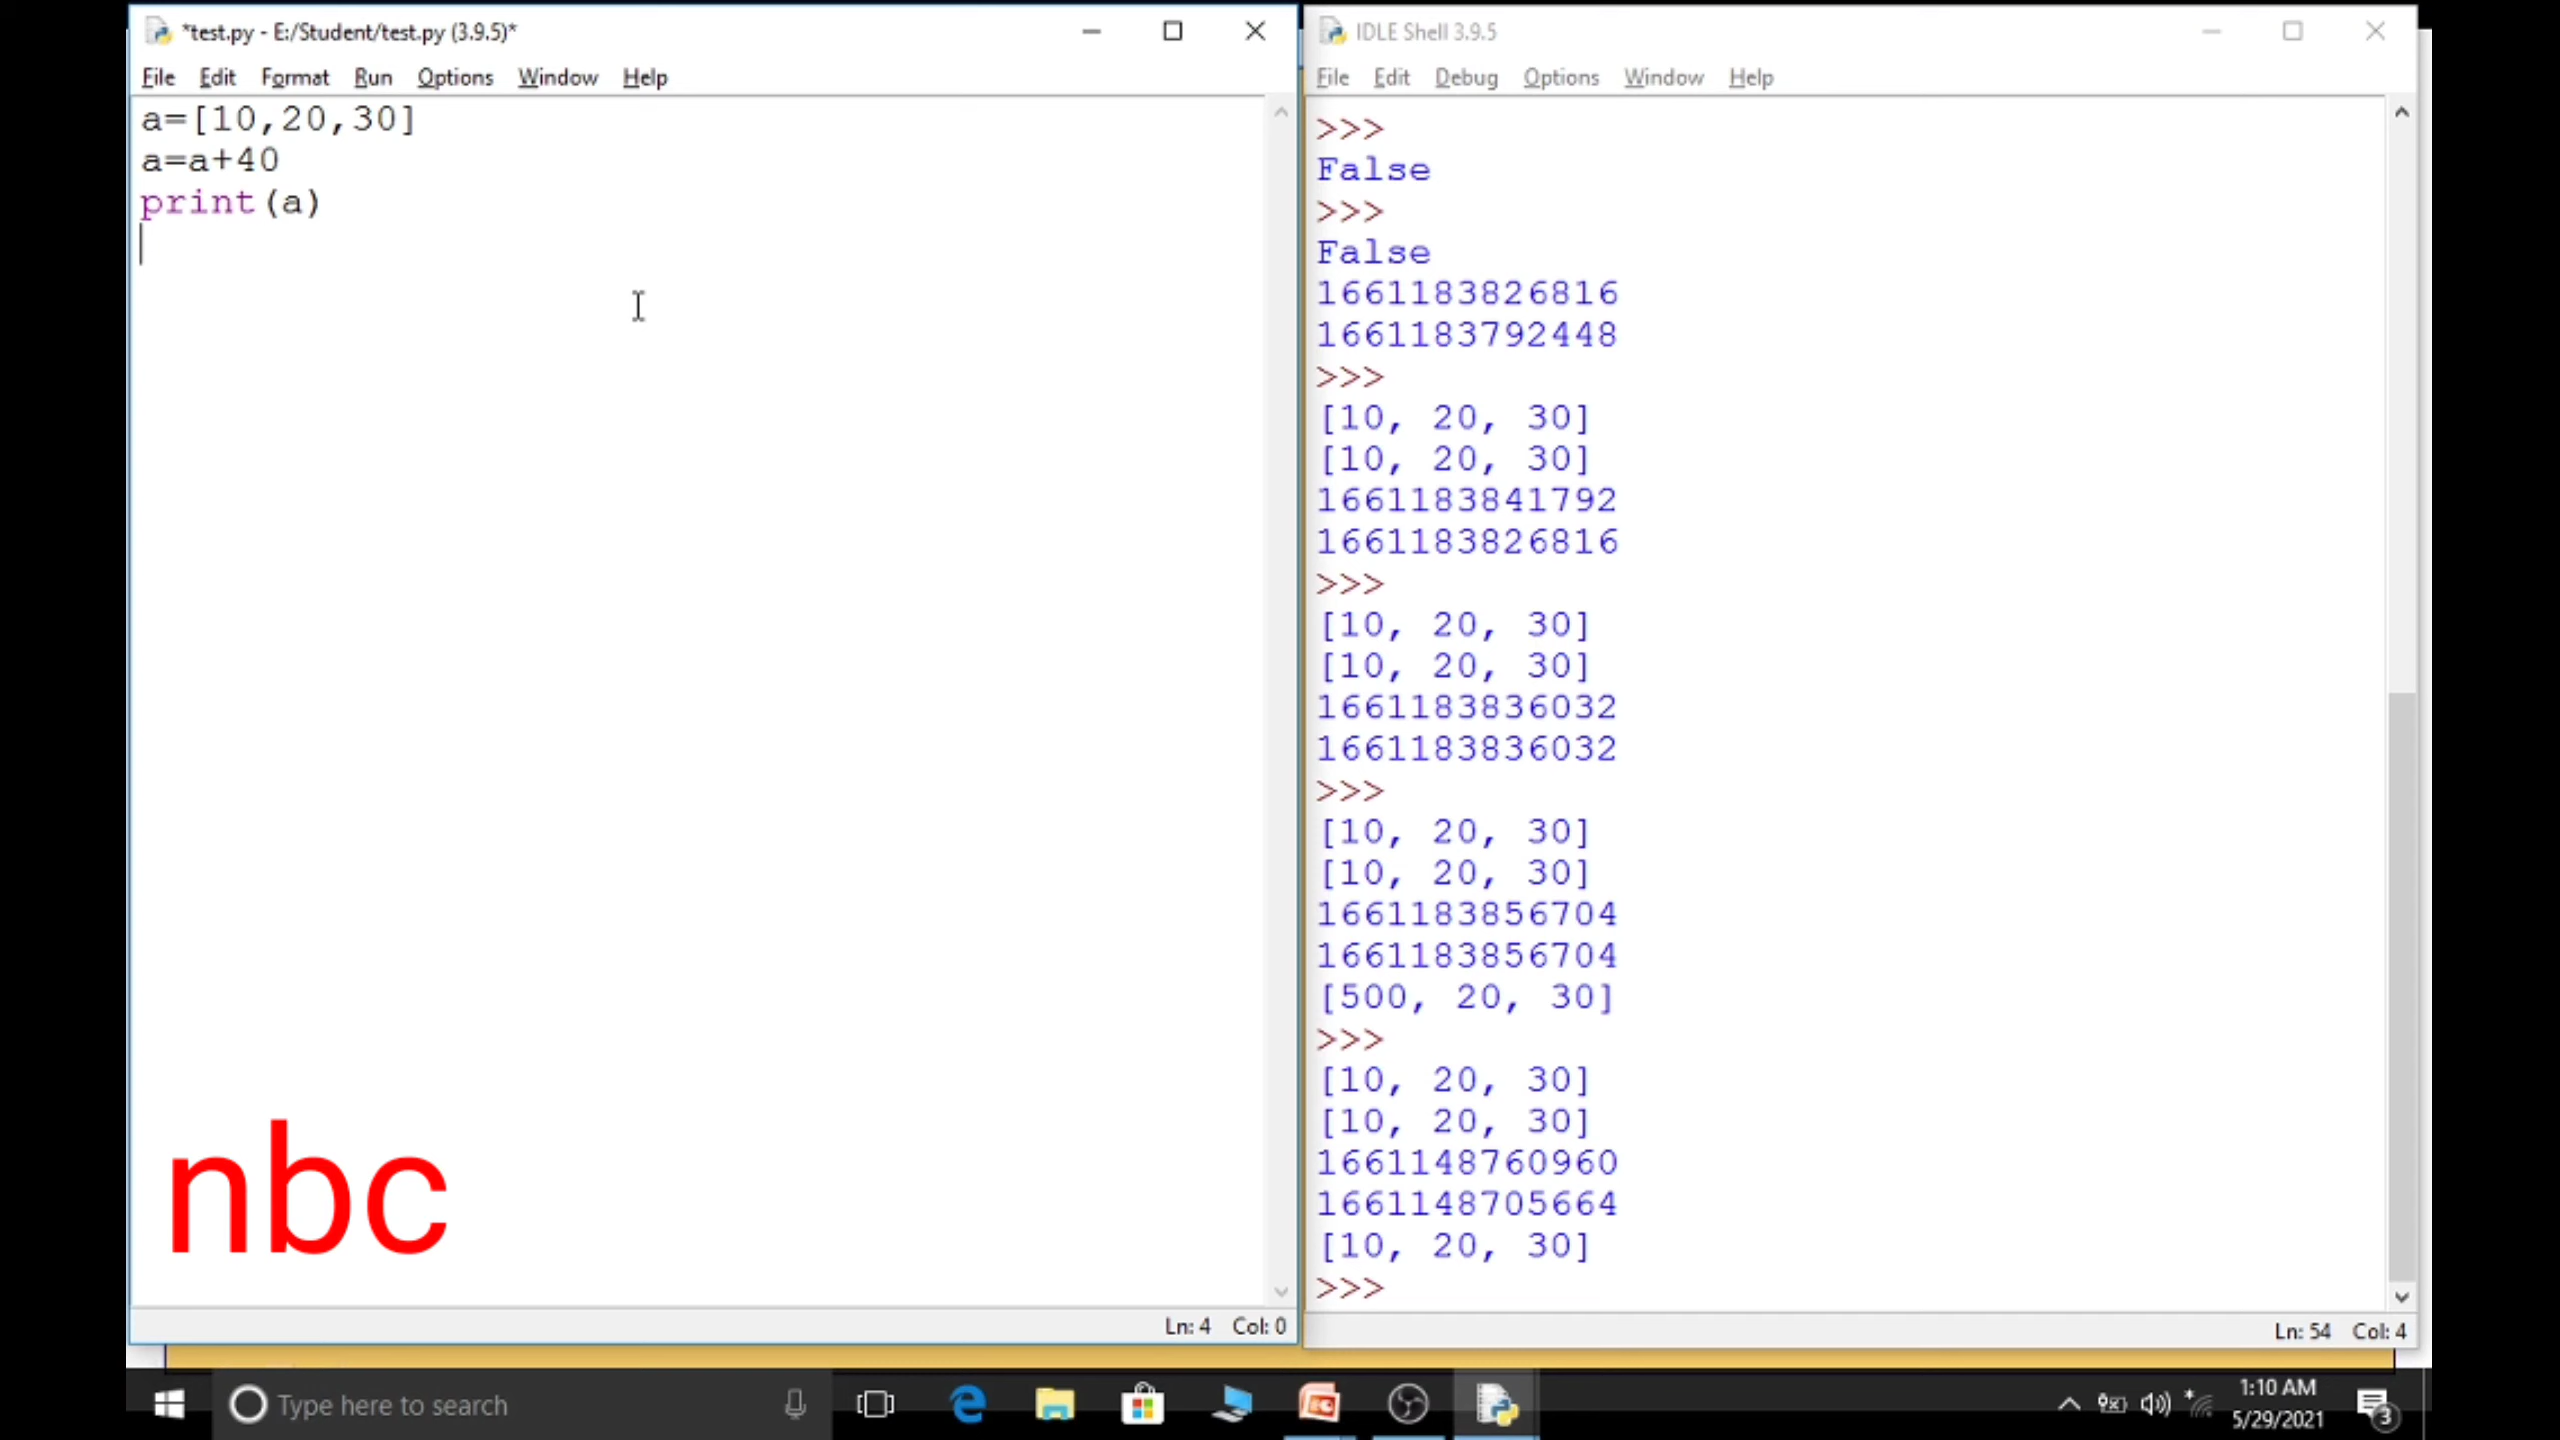 *test.py - E:/Student/test.py (3.9.5)*
File Edit Format Run Options Window Help
a=[10,20,30]
a=a+40
print(a)
nbc
Ln: 4 Col: 0
IDLE Shell 3.9.5
File Edit Debug Options Window Help
>>>
False
>>>
False
1661183826816
1661183792448
>>>
[10, 20, 30]
[10, 20, 30]
1661183841792
1661183826816
>>>
[10, 20, 30]
[10, 20, 30]
1661183836032
1661183836032
>>>
[10, 20, 30]
[10, 20, 30]
1661183856704
1661183856704
[500, 20, 30]
>>>
[10, 20, 30]
[10, 20, 30]
1661148760960
1661148705664
[10, 20, 30]
>>>
Ln: 54 Col: 4
Type here to search
1:10 AM
5/29/2021
3